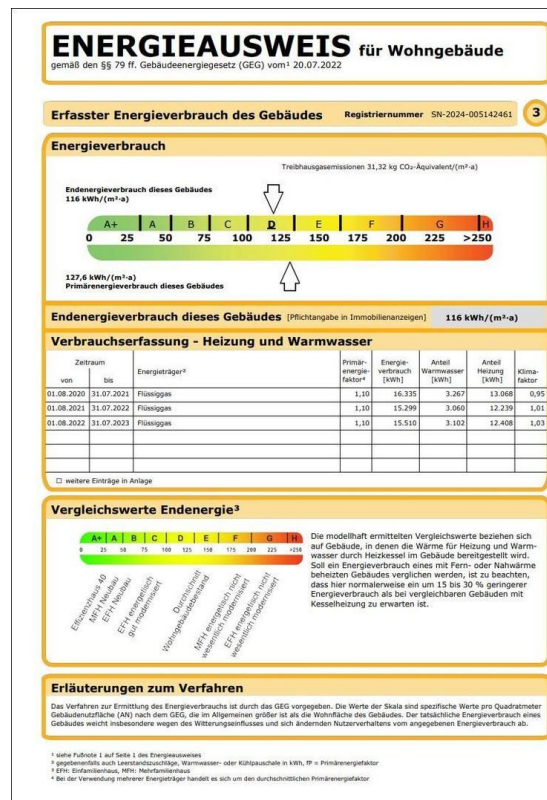 ENERGIEAUSWEIS für Wohngebäude
gemäß den §§ 79 ff. Gebäudeenergiegesetz (GEG) vom¹ 20.07.2022
Erfasster Energieverbrauch des Gebäudes Registriernummer SN-2024-005142461 3
Energieverbrauch
Treibhausgasemissionen 31,32 kg CO₂-Äquivalent/(m²·a)
Endenergieverbrauch dieses Gebäudes
116 kWh/(m²·a)
A+ A B C D E F G H
0 25 50 75 100 125 150 175 200 225 >250
127,6 kWh/(m²·a)
Primärenergieverbrauch dieses Gebäudes
Endenergieverbrauch dieses Gebäudes [Pflichtangabe in Immobilienanzeigen] 116 kWh/(m²·a)
Verbrauchserfassung - Heizung und Warmwasser
Zeitraum
von bis
Energieträger²
Primär-
energie-
faktor⁴
Energie-
verbrauch
[kWh]
Anteil
Warmwasser
[kWh]
Anteil
Heizung
[kWh]
Klima-
faktor
01.08.2020 31.07.2021 Flüssiggas 1,10 16.335 3.267 13.068 0,95
01.08.2021 31.07.2022 Flüssiggas 1,10 15.299 3.060 12.239 1,01
01.08.2022 31.07.2023 Flüssiggas 1,10 15.510 3.102 12.408 1,03
☐ weitere Einträge in Anlage
Vergleichswerte Endenergie³
A+ A B C D E F G H
0 25 50 75 100 125 150 175 200 225 >250
Effizienzhaus 40
MFH Neubau
EFH Neubau
EFH energetisch
gut modernisiert
Durchschnitt
Wohngebäudebestand
MFH energetisch nicht
wesentlich modernisiert
EFH energetisch nicht
wesentlich modernisiert
Die modellhaft ermittelten Vergleichswerte beziehen sich
auf Gebäude, in denen die Wärme für Heizung und Warm-
wasser durch Heizkessel im Gebäude bereitgestellt wird.
Soll ein Energieverbrauch eines mit Fern- oder Nahwärme
beheizten Gebäudes verglichen werden, ist zu beachten,
dass hier normalerweise ein um 15 bis 30 % geringerer
Energieverbrauch als bei vergleichbaren Gebäuden mit
Kesselheizung zu erwarten ist.
Erläuterungen zum Verfahren
Das Verfahren zur Ermittlung des Energieverbrauchs ist durch das GEG vorgegeben. Die Werte der Skala sind spezifische Werte pro Quadratmeter
Gebäudenutzfläche (AN) nach dem GEG, die im Allgemeinen größer ist als die Wohnfläche des Gebäudes. Der tatsächliche Energieverbrauch eines
Gebäudes weicht insbesondere wegen des Witterungseinflusses und sich ändernden Nutzerverhaltens vom angegebenen Energieverbrauch ab.
¹ siehe Fußnote 1 auf Seite 1 des Energieausweises
² gegebenenfalls auch Leerstandszuschläge, Warmwasser- oder Kühlpauschale in kWh, fP = Primärenergiefaktor
³ EFH: Einfamilienhaus, MFH: Mehrfamilienhaus
⁴ Bei der Verwendung mehrerer Energieträger handelt es sich um den durchschnittlichen Primärenergiefaktor